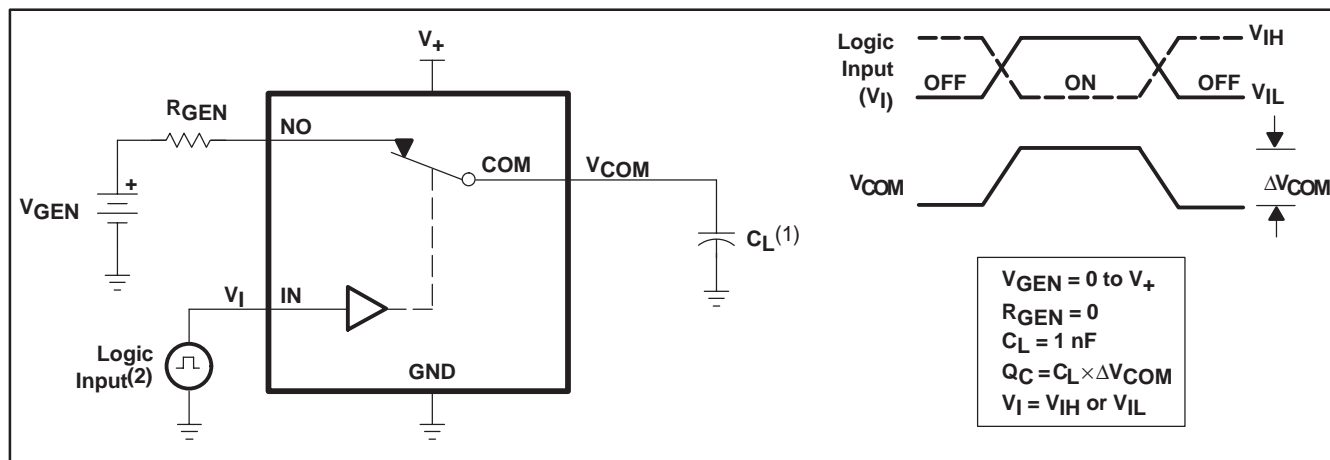 V+
RGEN
NO
COM
VCOM
VGEN
+
CL(1)
VI
IN
Logic
Input(2)
GND
Logic
Input
(VI)
OFF
ON
OFF
VIH
VIL
VCOM
ΔVCOM
VGEN = 0 to V+
RGEN = 0
CL = 1 nF
QC = CL × ΔVCOM
VI = VIH or VIL